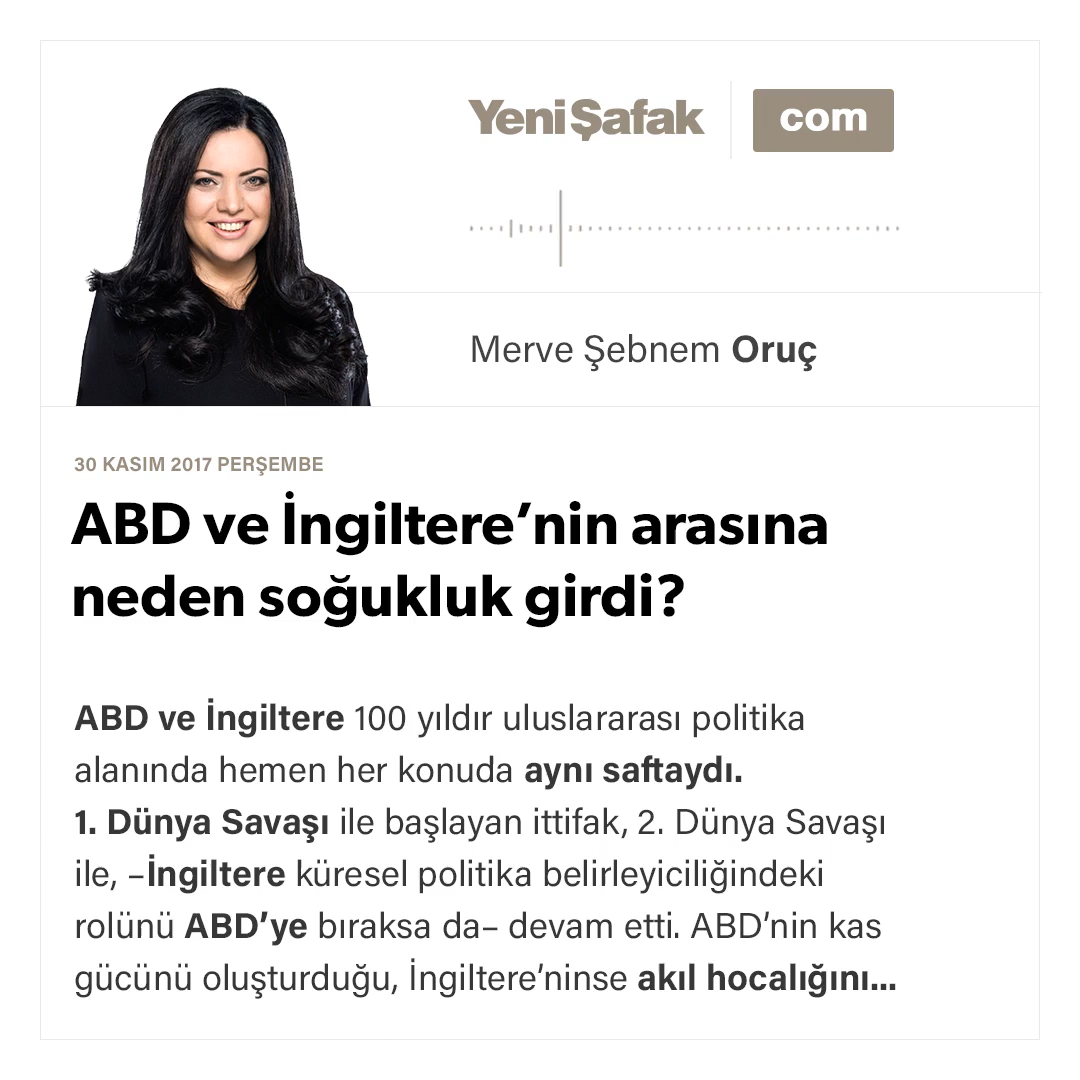 YeniŞafak com
Merve Şebnem Oruç
30 KASIM 2017 PERŞEMBE
ABD ve İngiltere’nin arasına
neden soğukluk girdi?
ABD ve İngiltere 100 yıldır uluslararası politika
alanında hemen her konuda aynı saftaydı.
1. Dünya Savaşı ile başlayan ittifak, 2. Dünya Savaşı
ile, –İngiltere küresel politika belirleyiciliğindeki
rolünü ABD’ye bıraksa da– devam etti. ABD’nin kas
gücünü oluşturduğu, İngiltere’ninse akıl hocalığını...